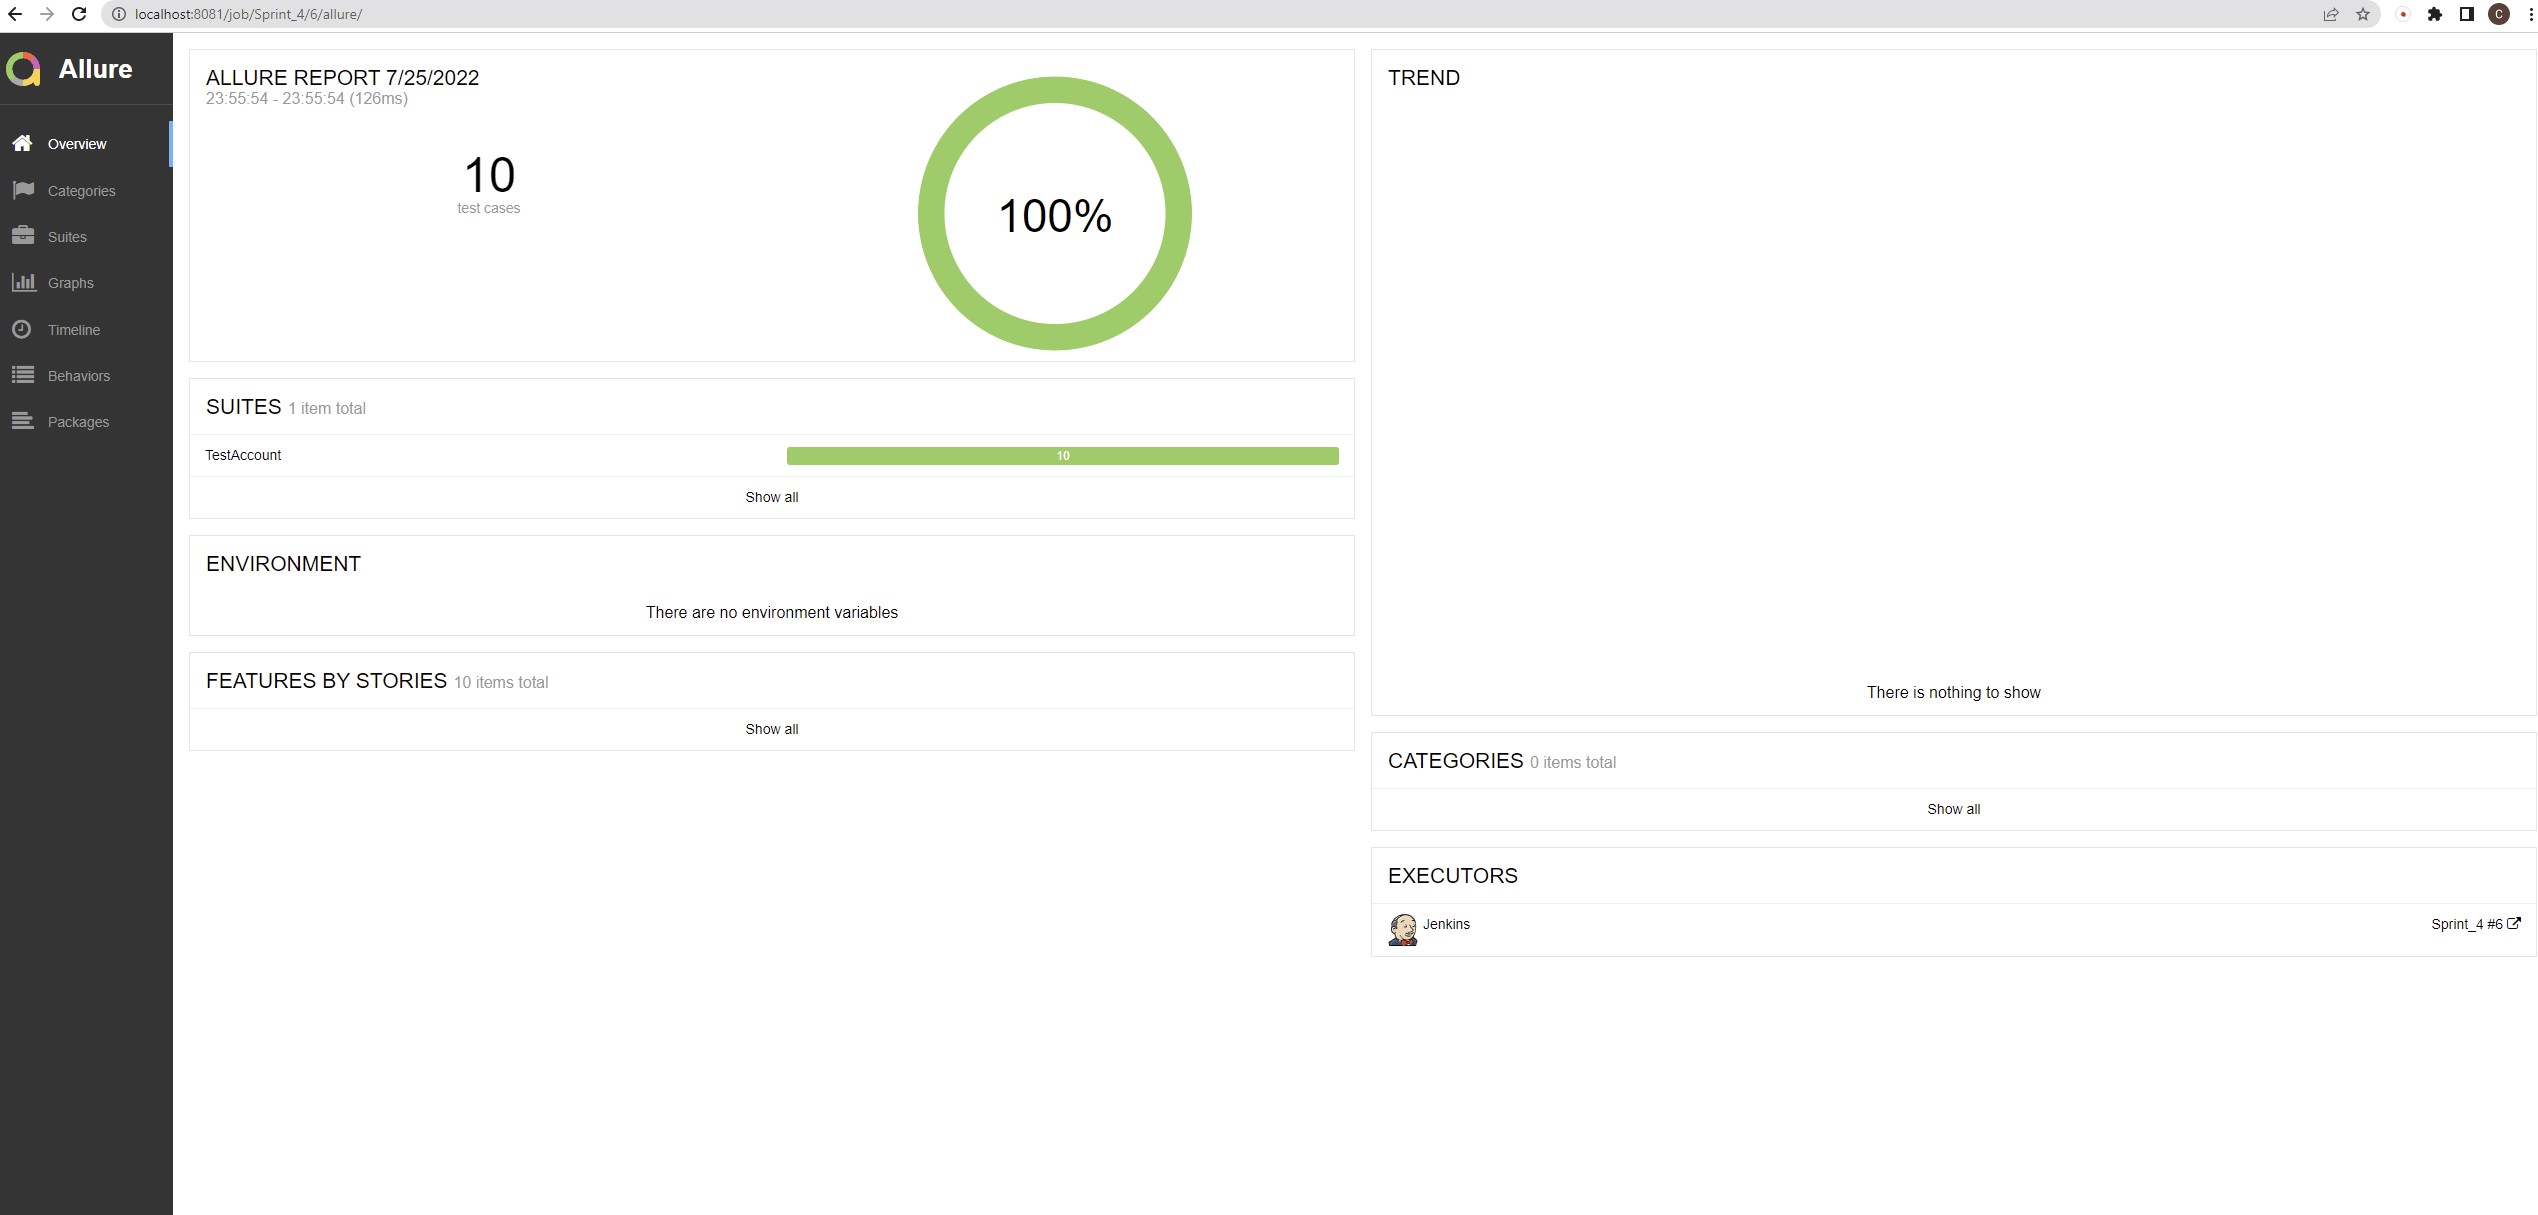 localhost:8081/job/Sprint_4/6/allure/
C
Allure
Overview
Categories
Suites
Graphs
Timeline
Behaviors
Packages
ALLURE REPORT 7/25/2022
23:55:54 - 23:55:54 (126ms)
10
test cases
100%
SUITES 1 item total
TestAccount 10
Show all
ENVIRONMENT
There are no environment variables
FEATURES BY STORIES 10 items total
Show all
TREND
There is nothing to show
CATEGORIES 0 items total
Show all
EXECUTORS
Jenkins Sprint_4 #6